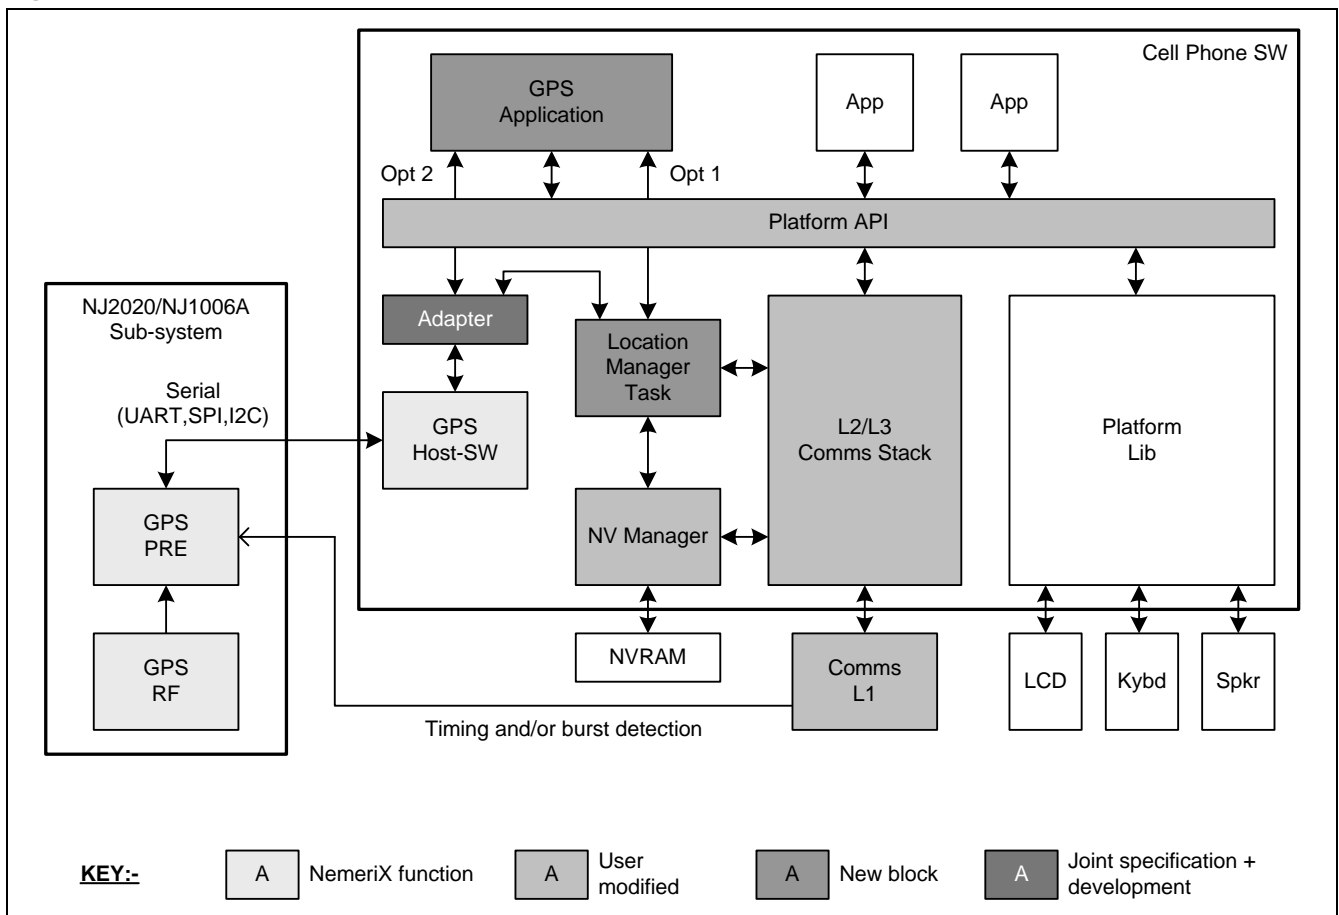 Cell Phone SW
GPS
Application
App
App
Opt 2
Opt 1
Platform API
NJ2020/NJ1006A
Sub-system
Adapter
Location
Manager
Task
Serial
(UART,SPI,I2C)
GPS
Host-SW
L2/L3
Comms Stack
Platform
Lib
GPS
PRE
NV Manager
GPS
RF
NVRAM
Comms
L1
LCD
Kybd
Spkr
Timing and/or burst detection
KEY:-
A
NemeriX function
A
User
modified
A
New block
A
Joint specification +
development